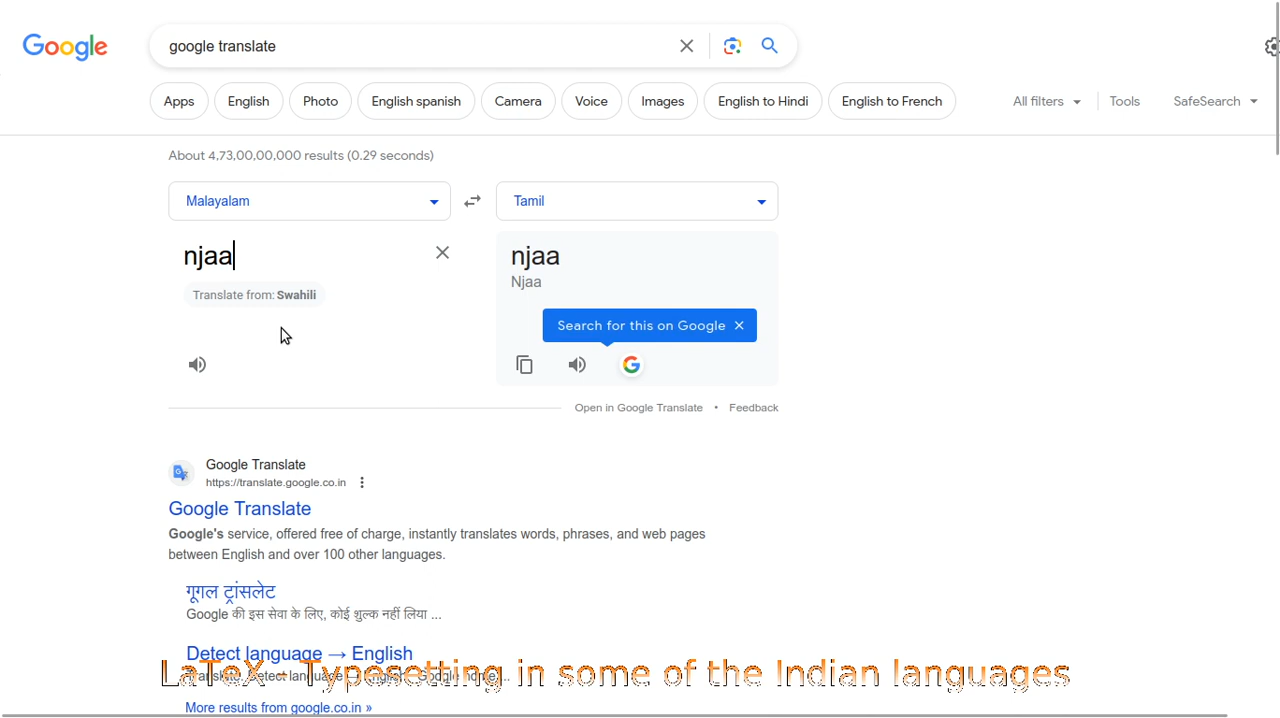 Google
google translate
Apps English Photo English spanish Camera Voice Images English to Hindi English to French All filters Tools SafeSearch
About 4,73,00,00,000 results (0.29 seconds)
Malayalam Tamil
njaa njaa
Njaa
Translate from: Swahili
Search for this on Google
Open in Google Translate • Feedback
Google Translate
https://translate.google.co.in
Google Translate
Google's service, offered free of charge, instantly translates words, phrases, and web pages
between English and over 100 other languages.
गूगल ट्रांसलेट
Google की इस सेवा के लिए, कोई शुल्क नहीं लिया ...
Detect language → English
LaTeX - Typesetting in some of the Indian languages
More results from google.co.in »